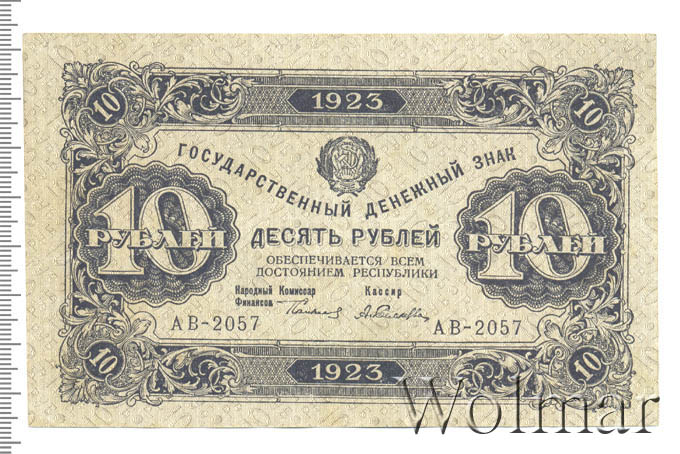 10 1923 10
ГОСУДАРСТВЕННЫЙ ДЕНЕЖНЫЙ ЗНАК
10 РУБЛЕЙ
ДЕСЯТЬ РУБЛЕЙ
10 РУБЛЕЙ
ОБЕСПЕЧИВАЕТСЯ ВСЕМ
ДОСТОЯНИЕМ РЕСПУБЛИКИ
Народный Комиссар Кассир
Финансов
АВ-2057 АВ-2057
10 1923 10
Wolmar